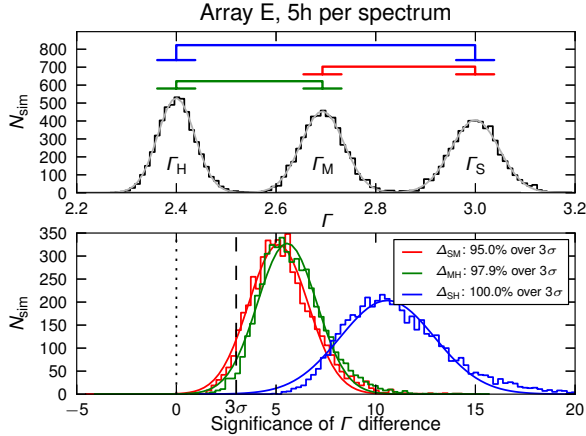 Array E, 5h per spectrum
N_sim
800
700
600
500
400
300
200
100
0
Γ_H
Γ_M
Γ_S
2.2
2.4
2.6
2.8
3.0
3.2
Γ
N_sim
350
300
250
200
150
100
50
0
Δ_SM: 95.0% over 3σ
Δ_MH: 97.9% over 3σ
Δ_SH: 100.0% over 3σ
−5
0
3σ
5
10
15
20
Significance of Γ difference